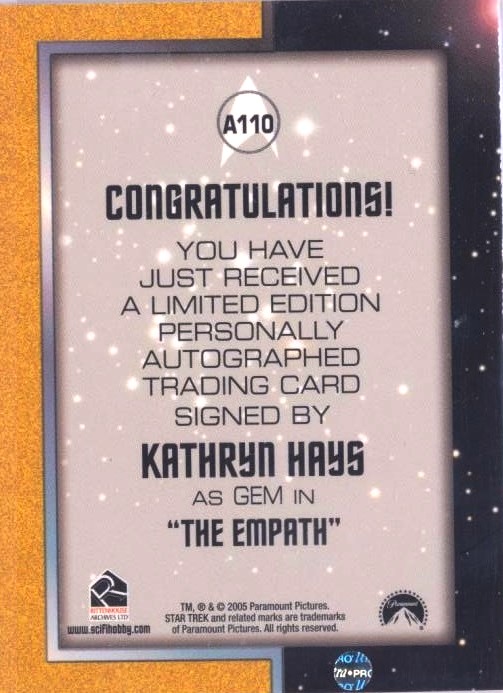 A110
CONGRATULATIONS!
YOU HAVE
JUST RECEIVED
A LIMITED EDITION
PERSONALLY
AUTOGRAPHED
TRADING CARD
SIGNED BY
KATHRYN HAYS
AS GEM IN
"THE EMPATH"
RITTENHOUSE
ARCHIVES LTD
www.scifihobby.com
TM, ® & © 2005 Paramount Pictures.
STAR TREK and related marks are trademarks
of Paramount Pictures. All rights reserved.
Paramount